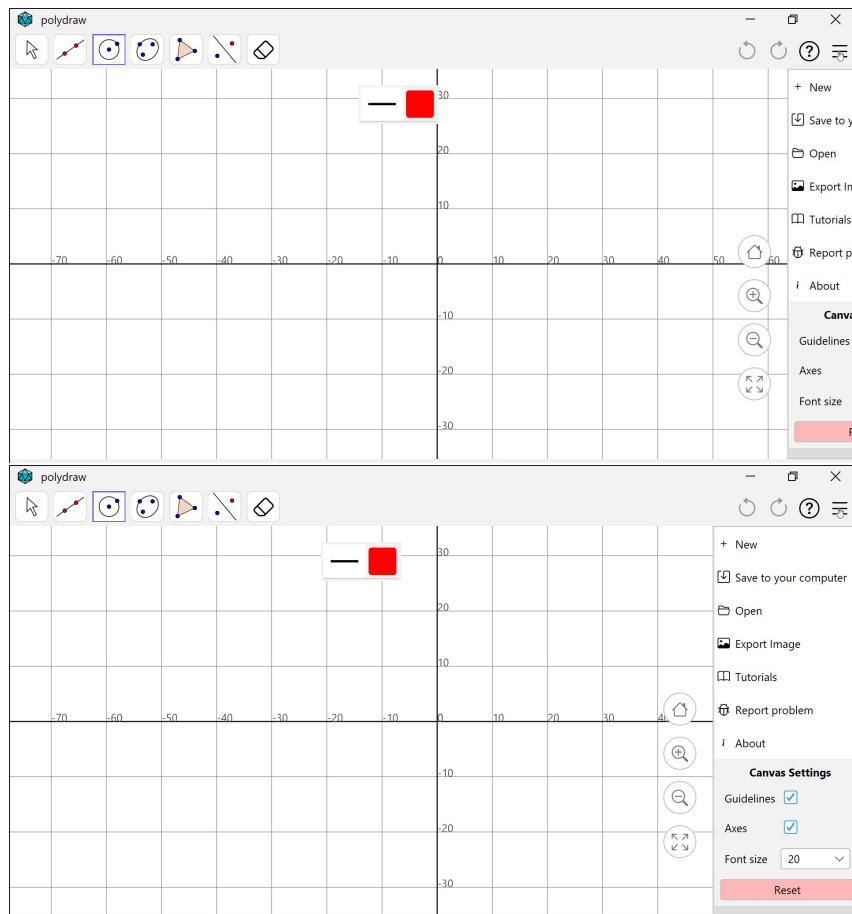 polydraw
30
+ New
Save to y
20
Open
Export In
10
Tutorials
-70 -60 -50 -40 -30 -20 -10 0 10 20 30 40 50 60
Report p
i About
-10
Canva
Guidelines
-20
Axes
Font size
-30
polydraw
30
+ New
Save to your computer
20
Open
Export Image
10
Tutorials
-70 -60 -50 -40 -30 -20 -10 0 10 20 30
Report problem
i About
-10
Canvas Settings
Guidelines
-20
Axes
Font size 20
-30
Reset